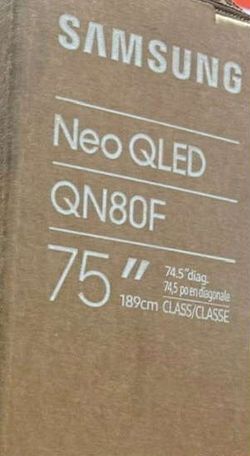 SAMSUNG
Neo QLED
QN80F
75"
74.5"diag.
74,5 po en diagonale
189cm CLASS/CLASSE